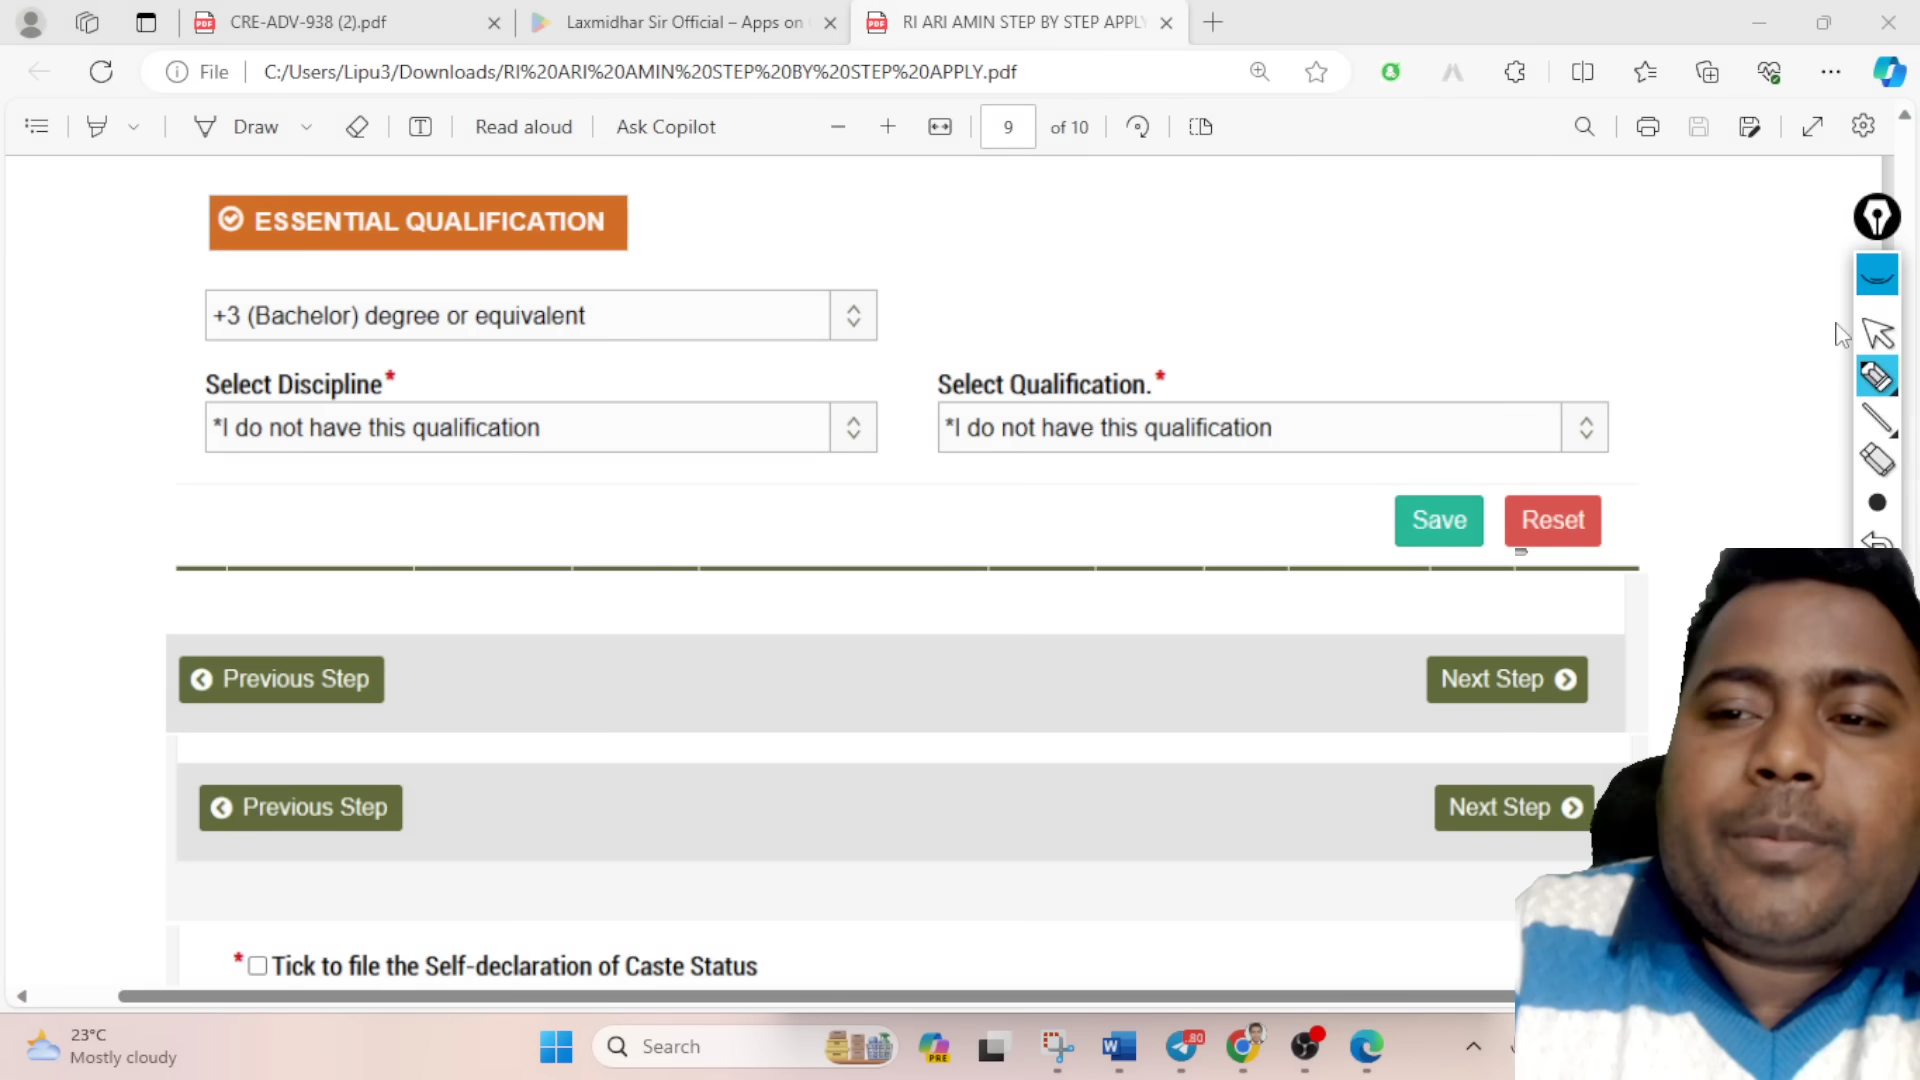 CRE-ADV-938 (2).pdf
Laxmidhar Sir Official – Apps on
RI ARI AMIN STEP BY STEP APPLY
File
C:/Users/Lipu3/Downloads/RI%20ARI%20AMIN%20STEP%20BY%20STEP%20APPLY.pdf
Draw
Read aloud
Ask Copilot
9 of 10
ESSENTIAL QUALIFICATION
+3 (Bachelor) degree or equivalent
Select Discipline*
Select Qualification.*
*I do not have this qualification
*I do not have this qualification
Save
Reset
Previous Step
Next Step
Previous Step
Next Step
* Tick to file the Self-declaration of Caste Status
23°C
Mostly cloudy
Search
PRE
W
.80